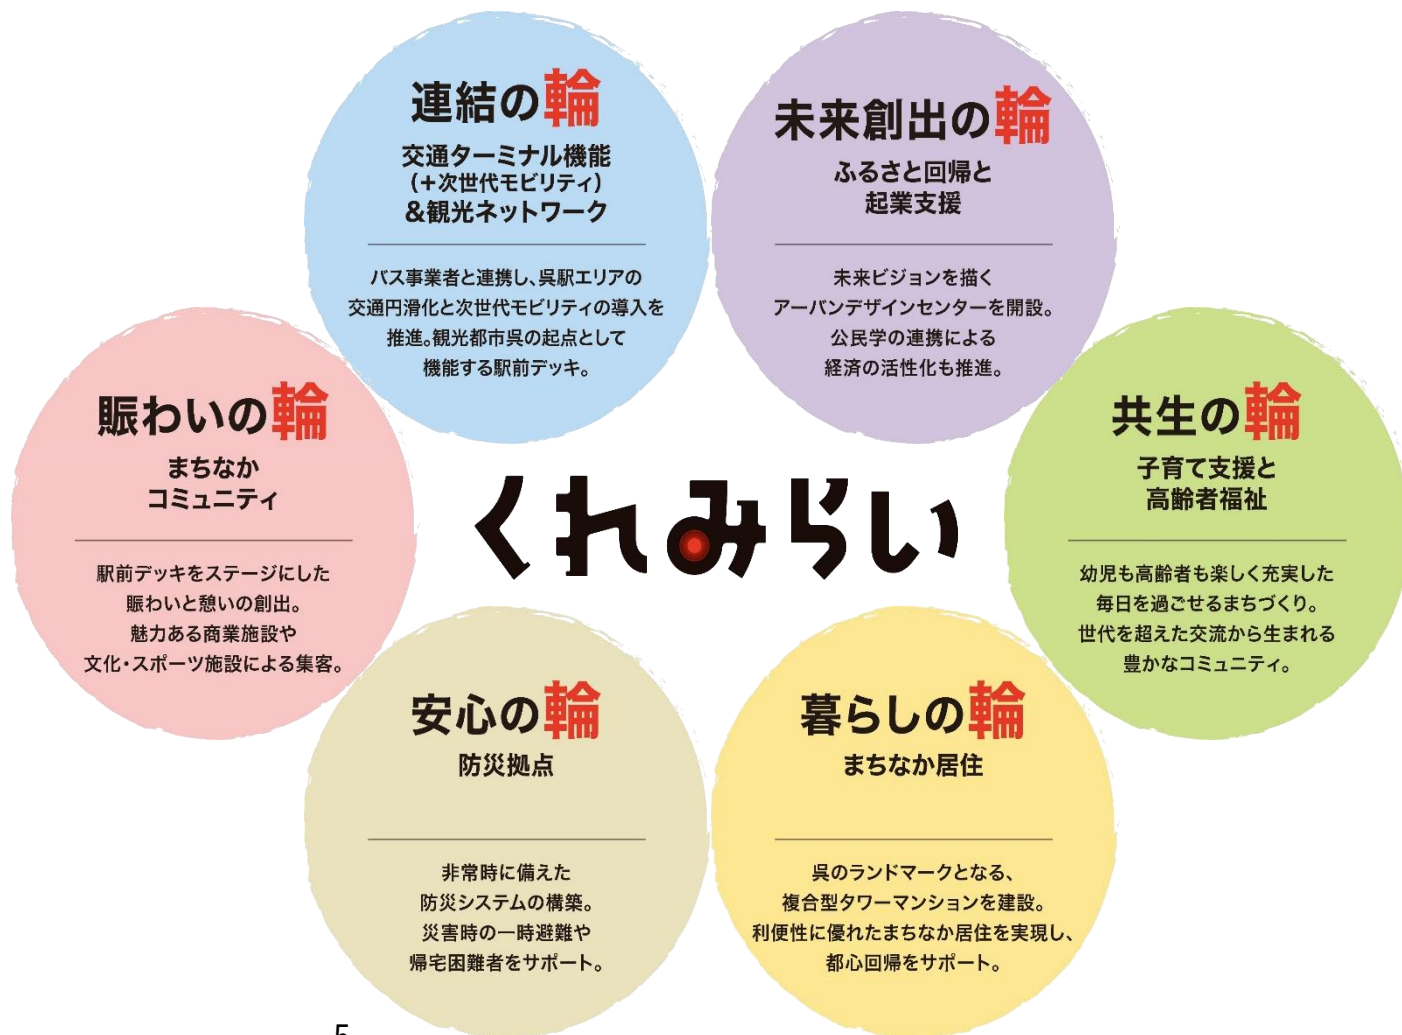 連結の輪
交通ターミナル機能
(+次世代モビリティ)
&観光ネットワーク
バス事業者と連携し、呉駅エリアの
交通円滑化と次世代モビリティの導入を
推進。観光都市呉の起点として
機能する駅前デッキ。
未来創出の輪
ふるさと回帰と
起業支援
未来ビジョンを描く
アーバンデザインセンターを開設。
公民学の連携による
経済の活性化も推進。
賑わいの輪
まちなか
コミュニティ
駅前デッキをステージにした
賑わいと憩いの創出。
魅力ある商業施設や
文化・スポーツ施設による集客。
くれみらい
共生の輪
子育て支援と
高齢者福祉
幼児も高齢者も楽しく充実した
毎日を過ごせるまちづくり。
世代を超えた交流から生まれる
豊かなコミュニティ。
安心の輪
防災拠点
非常時に備えた
防災システムの構築。
災害時の一時避難や
帰宅困難者をサポート。
暮らしの輪
まちなか居住
呉のランドマークとなる、
複合型タワーマンションを建設。
利便性に優れたまちなか居住を実現し、
都心回帰をサポート。
5